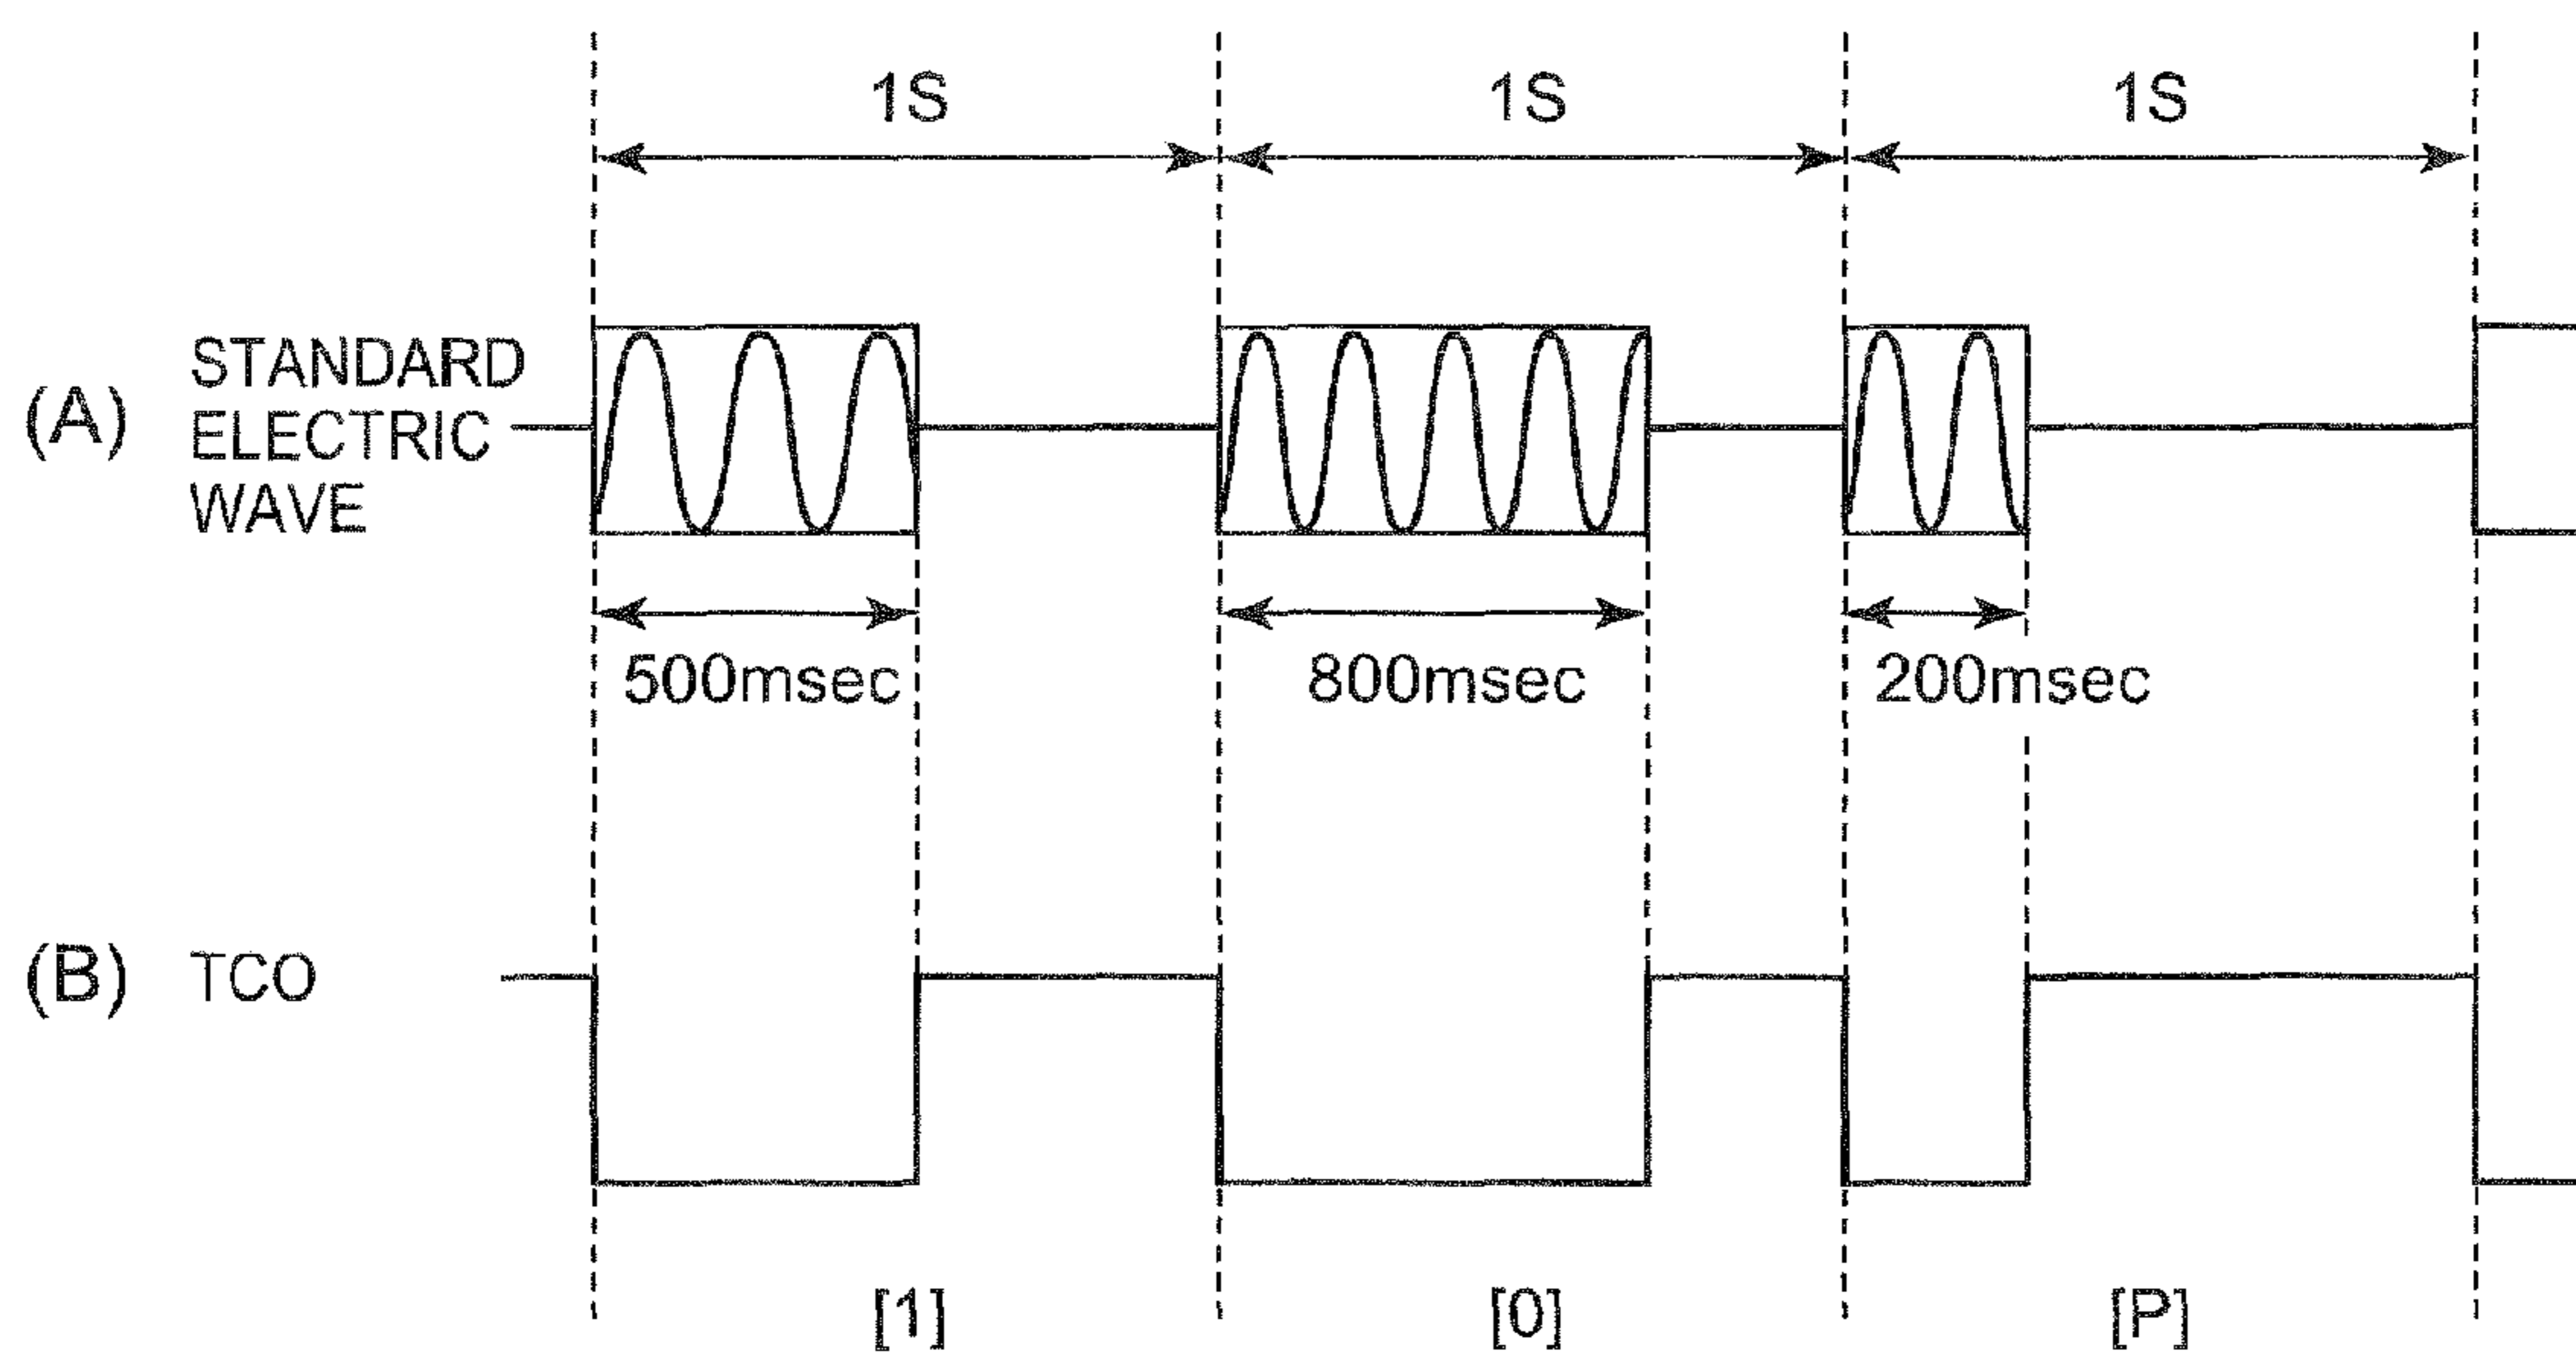 1S 1S 1S
(A) STANDARD
ELECTRIC
WAVE
500msec 800msec 200msec
(B) TCO
[1] [0] [P]